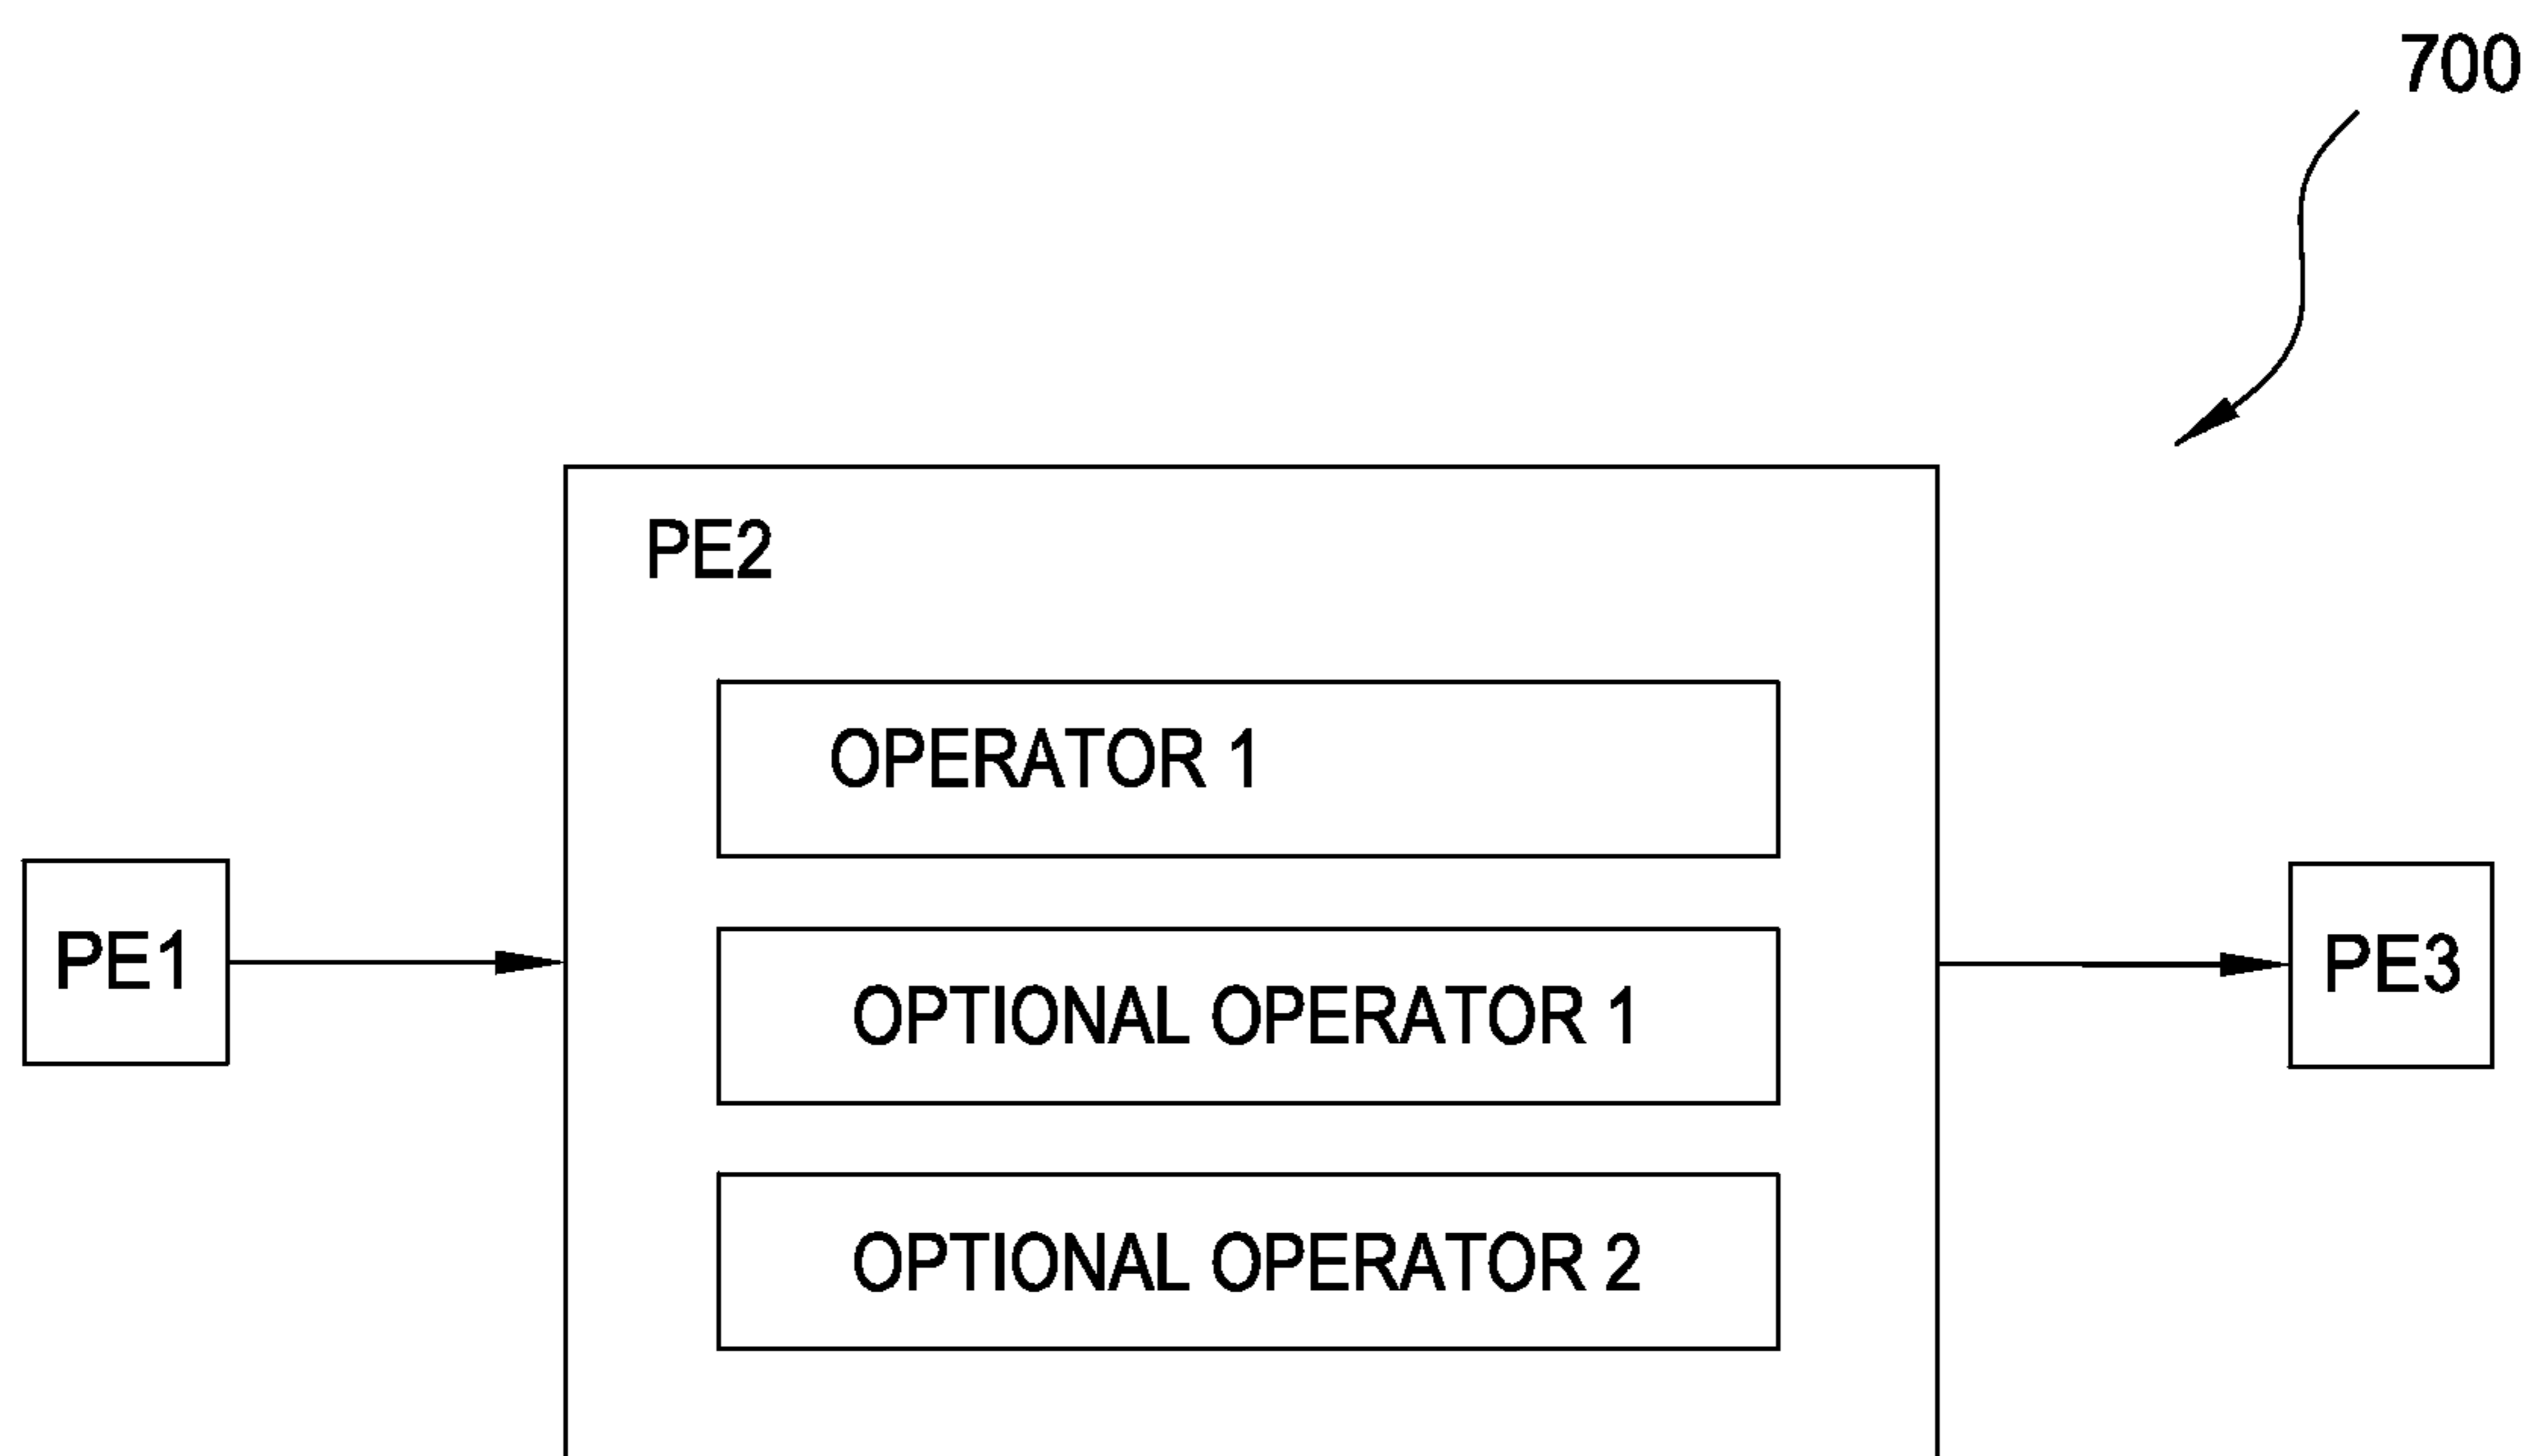 700
PE2
OPERATOR 1
PE1
PE3
OPTIONAL OPERATOR 1
OPTIONAL OPERATOR 2